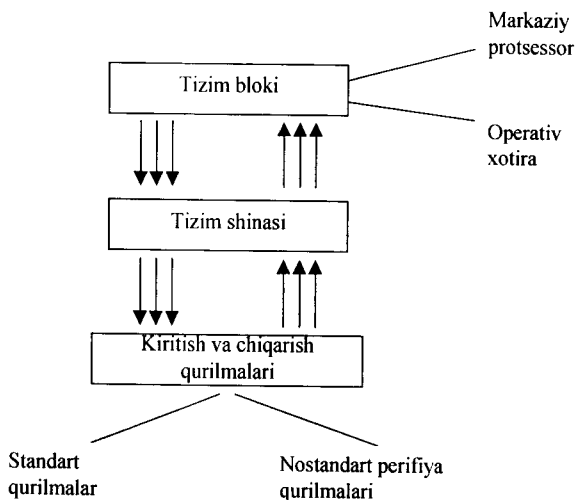 Markaziy
protsessor
Tizim bloki
Operativ
xotira
Tizim shinasi
Kiritish va chiqarish
qurilmalari
Standart
qurilmalar
Nostandart perifiya
qurilmalari